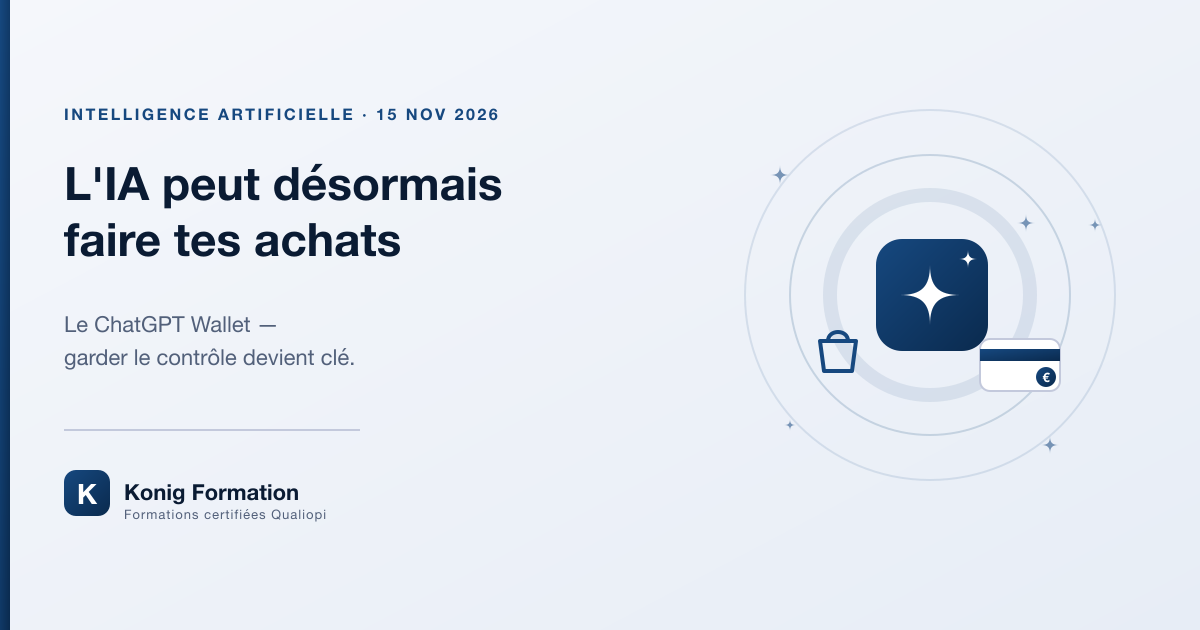 INTELLIGENCE ARTIFICIELLE · 15 NOV 2026
L'IA peut désormais
faire tes achats
Le ChatGPT Wallet —
garder le contrôle devient clé.
€
K
Konig Formation
Formations certifiées Qualiopi